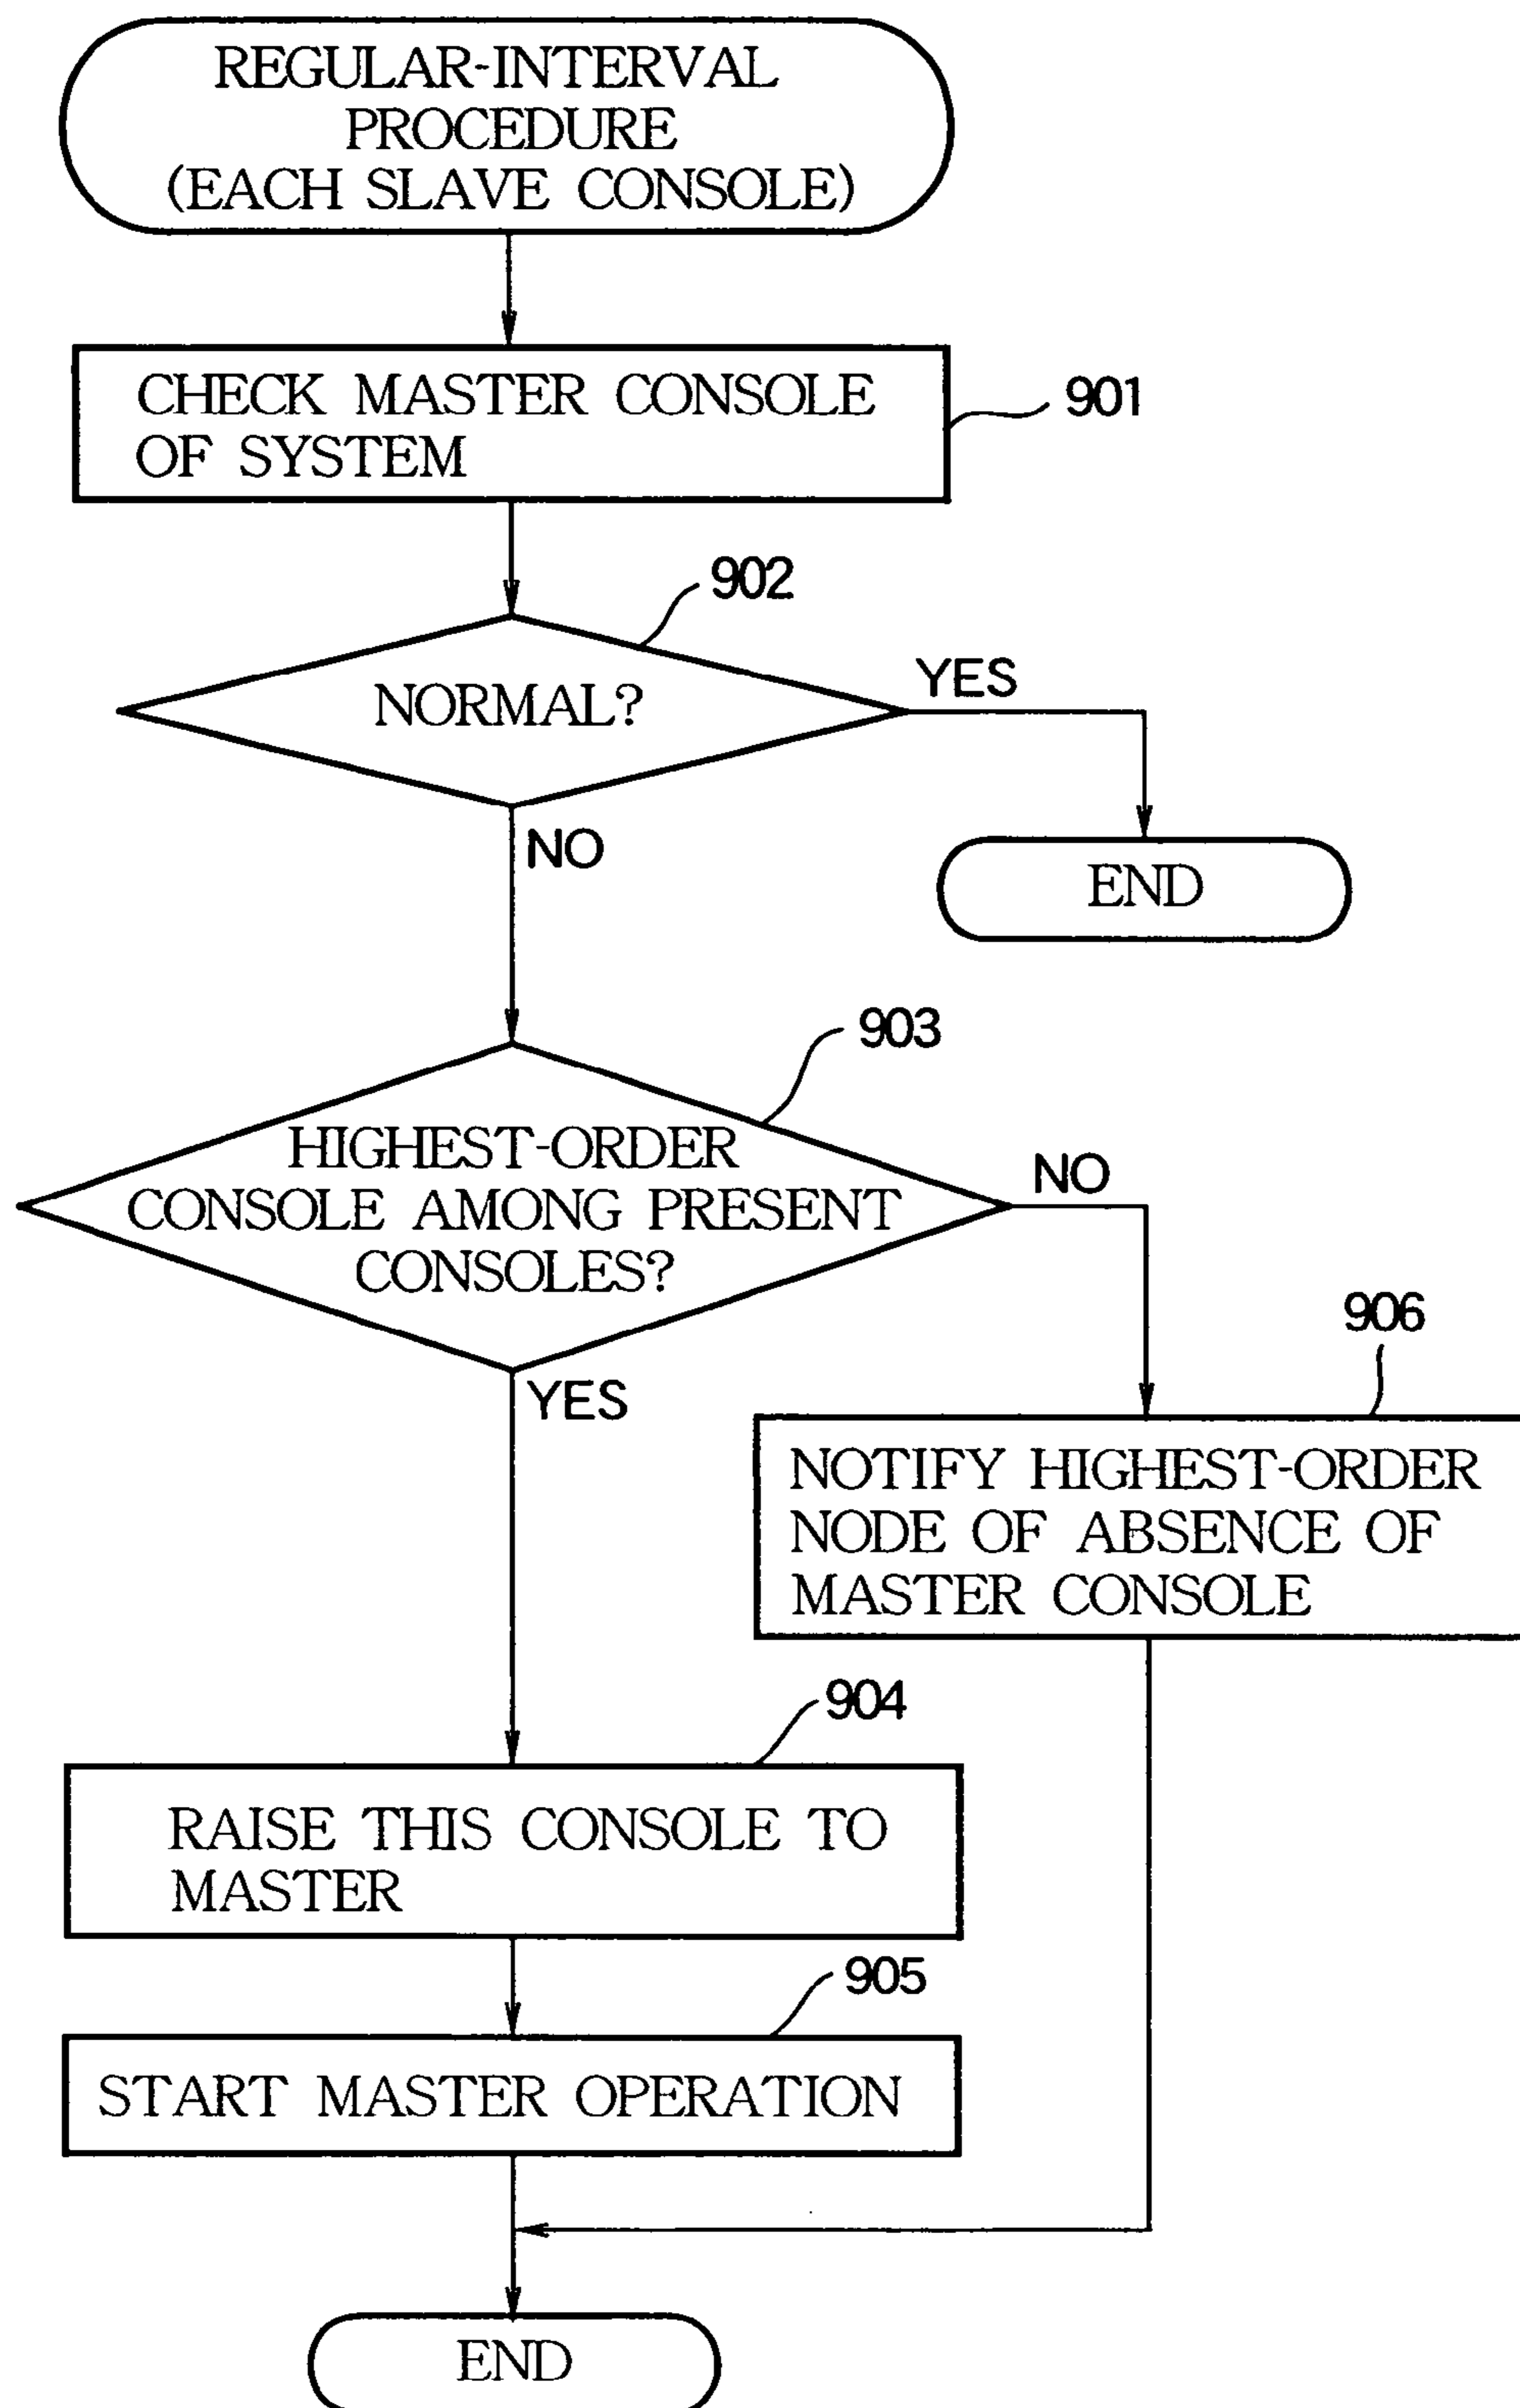 REGULAR-INTERVAL
PROCEDURE
(EACH SLAVE CONSOLE)
CHECK MASTER CONSOLE
OF SYSTEM
901
902
NORMAL?
YES
NO
END
903
HIGHEST-ORDER
CONSOLE AMONG PRESENT
CONSOLES?
NO
YES
906
NOTIFY HIGHEST-ORDER
NODE OF ABSENCE OF
MASTER CONSOLE
904
RAISE THIS CONSOLE TO
MASTER
905
START MASTER OPERATION
END